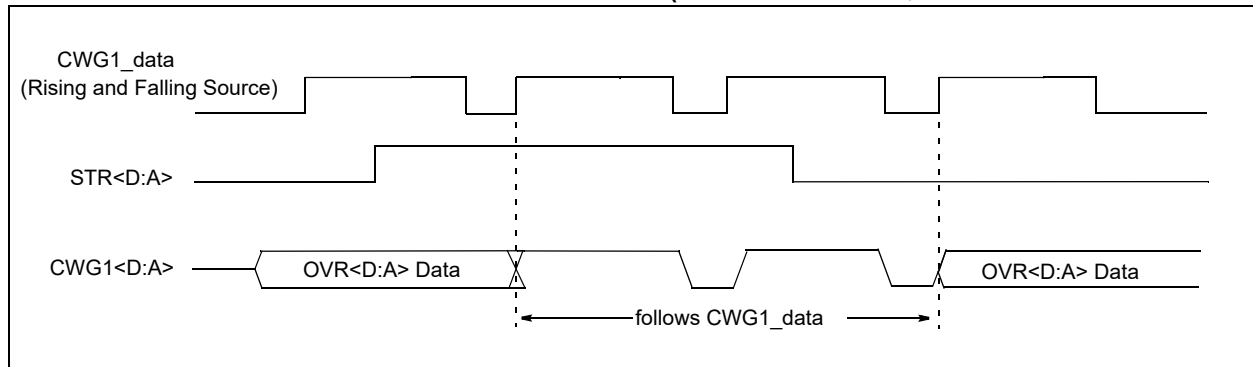 CWG1_data
(Rising and Falling Source)
STR<D:A>
CWG1<D:A>
OVR<D:A> Data
OVR<D:A> Data
follows CWG1_data